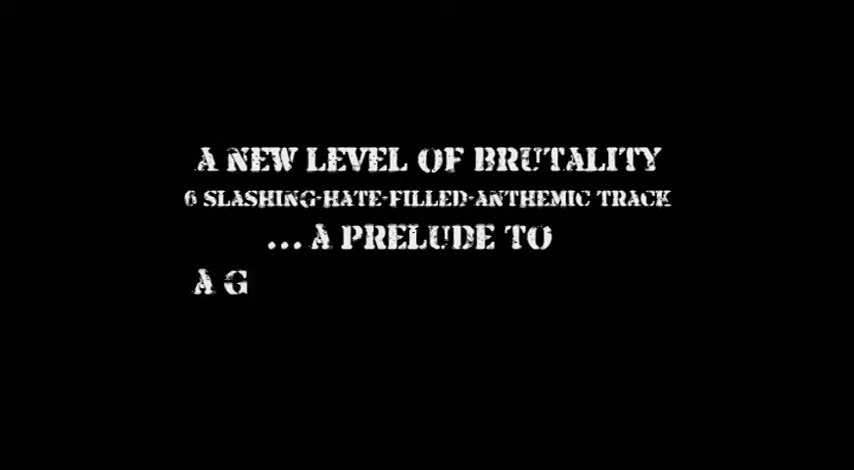 A NEW LEVEL OF BRUTALITY
6 SLASHING-HATE-FILLED-ANTHEMIC TRACK
... A PRELUDE TO
A G